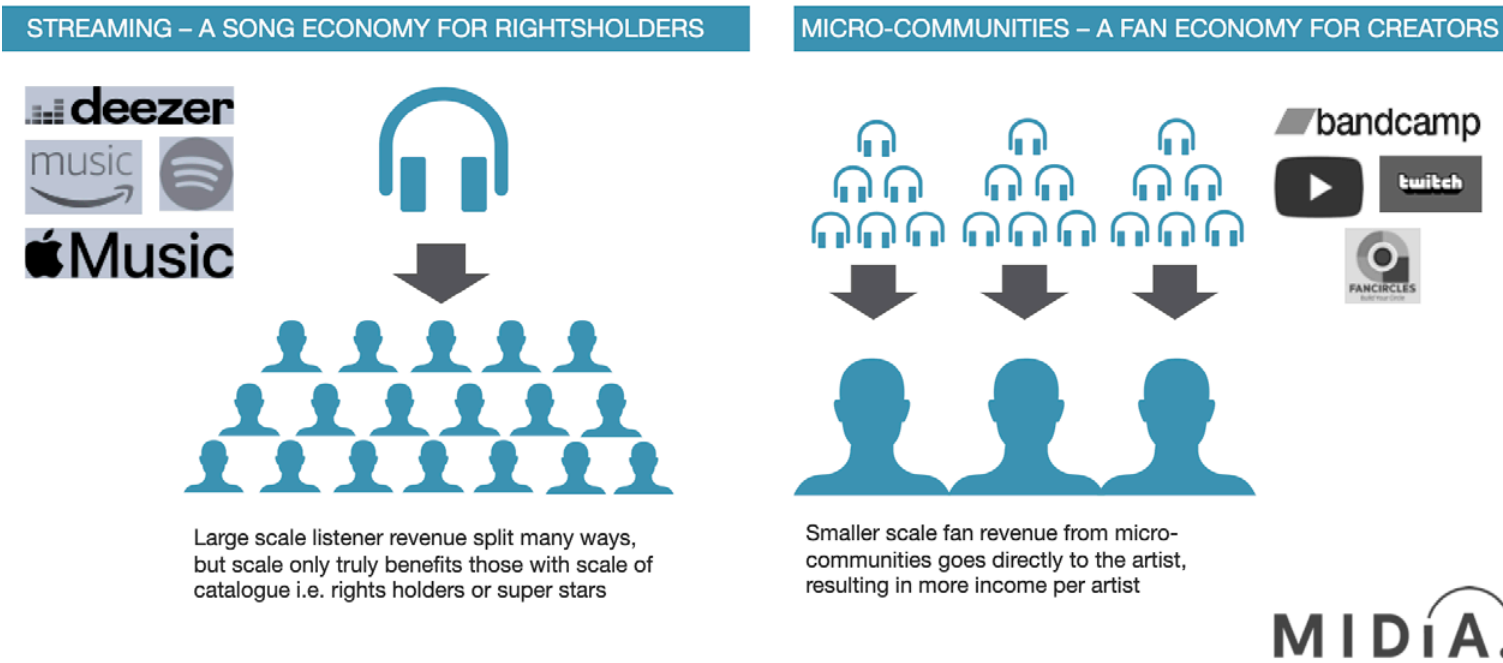 STREAMING – A SONG ECONOMY FOR RIGHTSHOLDERS
deezer
music
Music
Large scale listener revenue split many ways,
but scale only truly benefits those with scale of
catalogue i.e. rights holders or super stars
MICRO-COMMUNITIES – A FAN ECONOMY FOR CREATORS
bandcamp
twitch
FANCIRCLES
Build Your Circle
Smaller scale fan revenue from micro-
communities goes directly to the artist,
resulting in more income per artist
MIDiA.